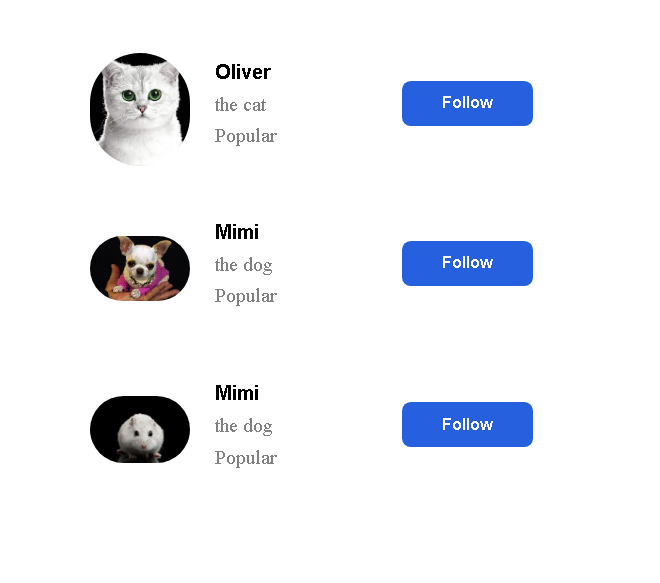 Oliver
the cat
Popular
Follow
Mimi
the dog
Popular
Follow
Mimi
the dog
Popular
Follow